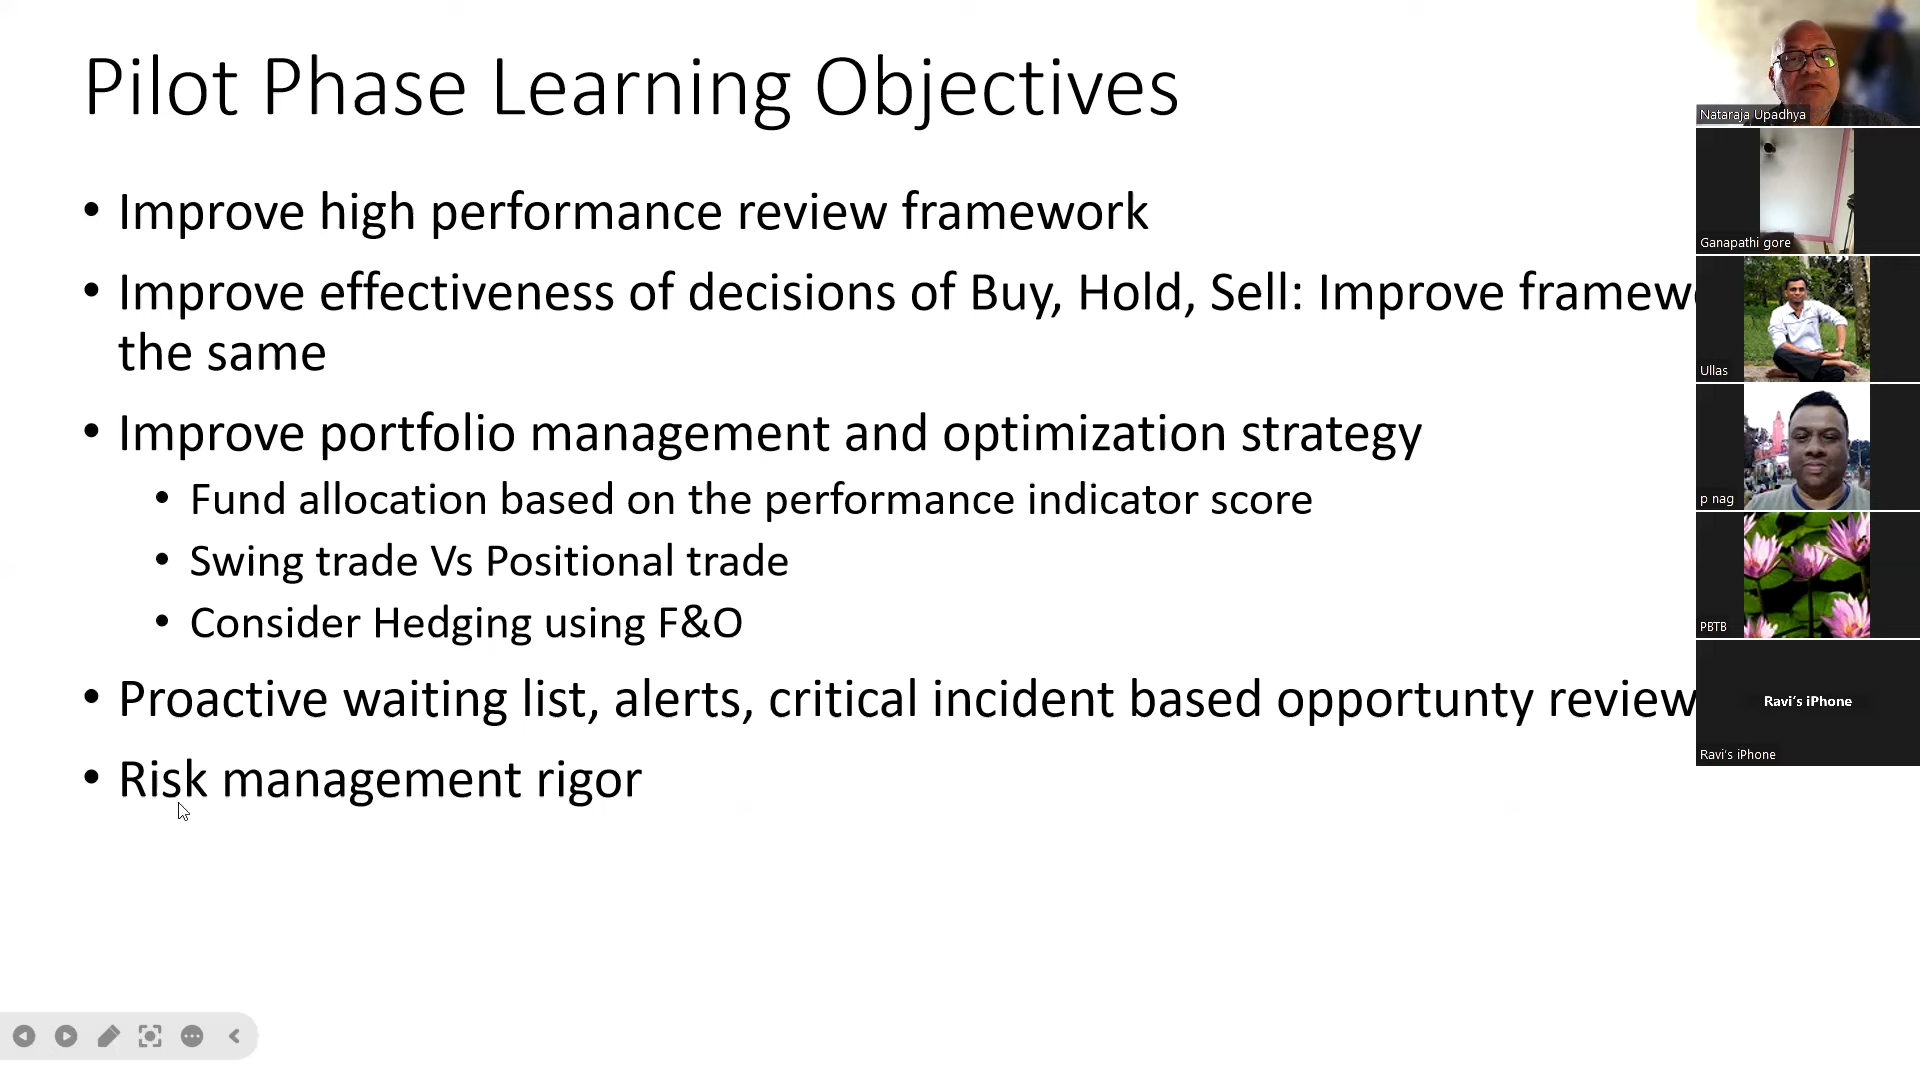 Pilot Phase Learning Objectives
• Improve high performance review framework
• Improve effectiveness of decisions of Buy, Hold, Sell: Improve
the same
• Improve portfolio management and optimization strategy
• Fund allocation based on the performance indicator score
• Swing trade Vs Positional trade
• Consider Hedging using F&O
• Proactive waiting list, alerts, critical incident based opportunty review
• Risk management rigor
Nataraja Upadhya
Ganapathi gore
Ullas
p nag
PBTB
Ravi's iPhone
Ravi's iPhone